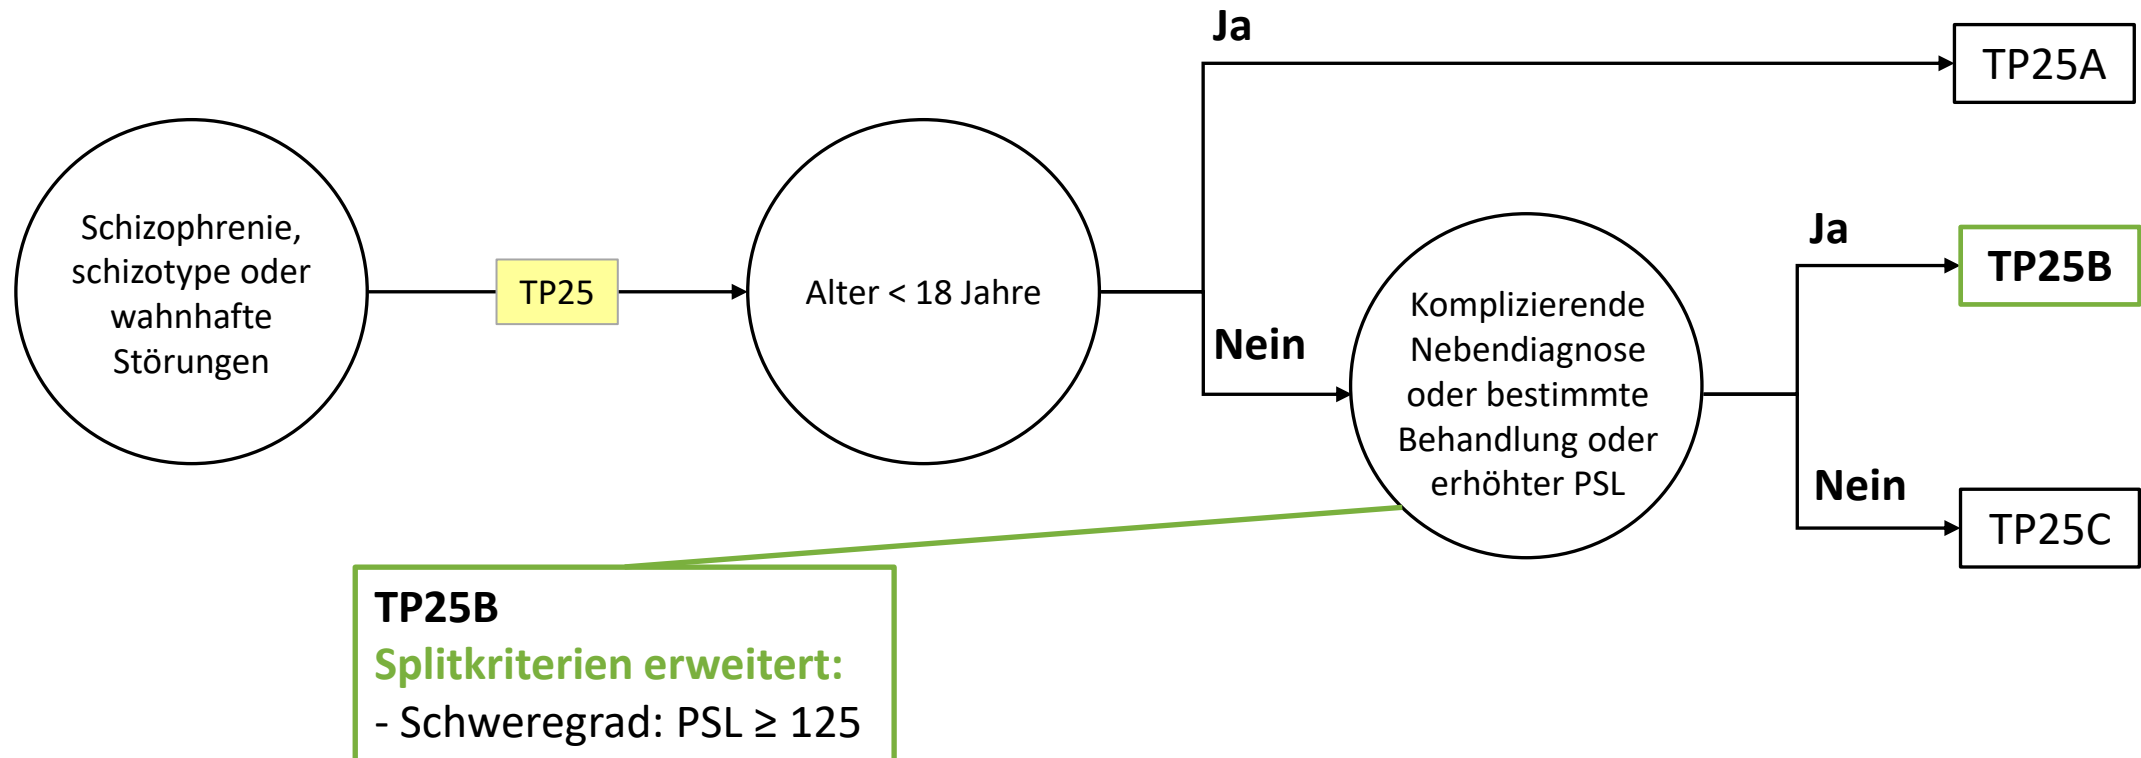 Schizophrenie,
schizotype oder
wahnhafte
Störungen
TP25
Alter < 18 Jahre
Ja
TP25A
Nein
Komplizierende
Nebendiagnose
oder bestimmte
Behandlung oder
erhöhter PSL
Ja
TP25B
Nein
TP25C
TP25B
Splitkriterien erweitert:
- Schweregrad: PSL ≥ 125